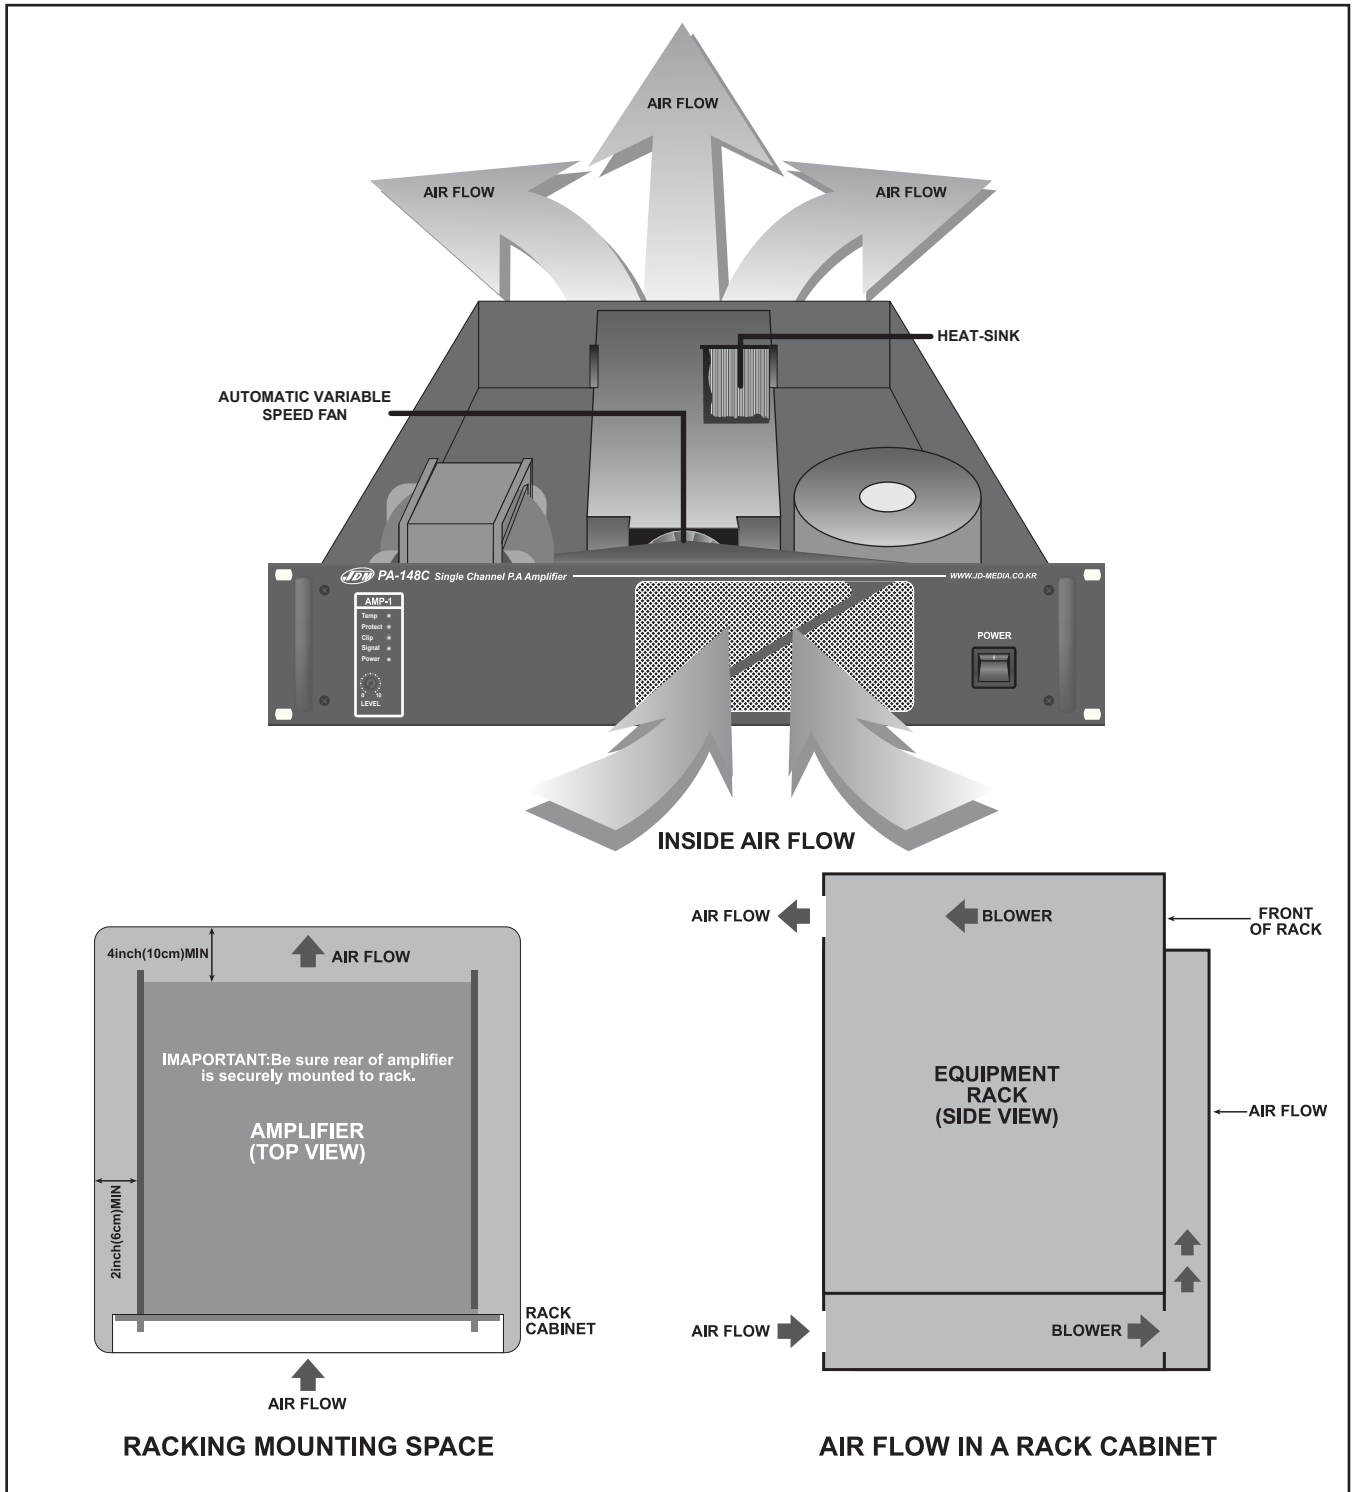 AIR FLOW
AIR FLOW
AIR FLOW
HEAT-SINK
AUTOMATIC VARIABLE
SPEED FAN
JDM PA-148C Single Channel P.A Amplifier
WWW.JD-MEDIA.CO.KR
AMP-1
Temp
Protect
Clip
Signal
Power
0 10
LEVEL
POWER
INSIDE AIR FLOW
4inch(10cm)MIN
AIR FLOW
IMAPORTANT:Be sure rear of amplifier
is securely mounted to rack.
AMPLIFIER
(TOP VIEW)
2inch(6cm)MIN
RACK
CABINET
AIR FLOW
RACKING MOUNTING SPACE
AIR FLOW
BLOWER
FRONT
OF RACK
EQUIPMENT
RACK
(SIDE VIEW)
AIR FLOW
AIR FLOW
BLOWER
AIR FLOW IN A RACK CABINET